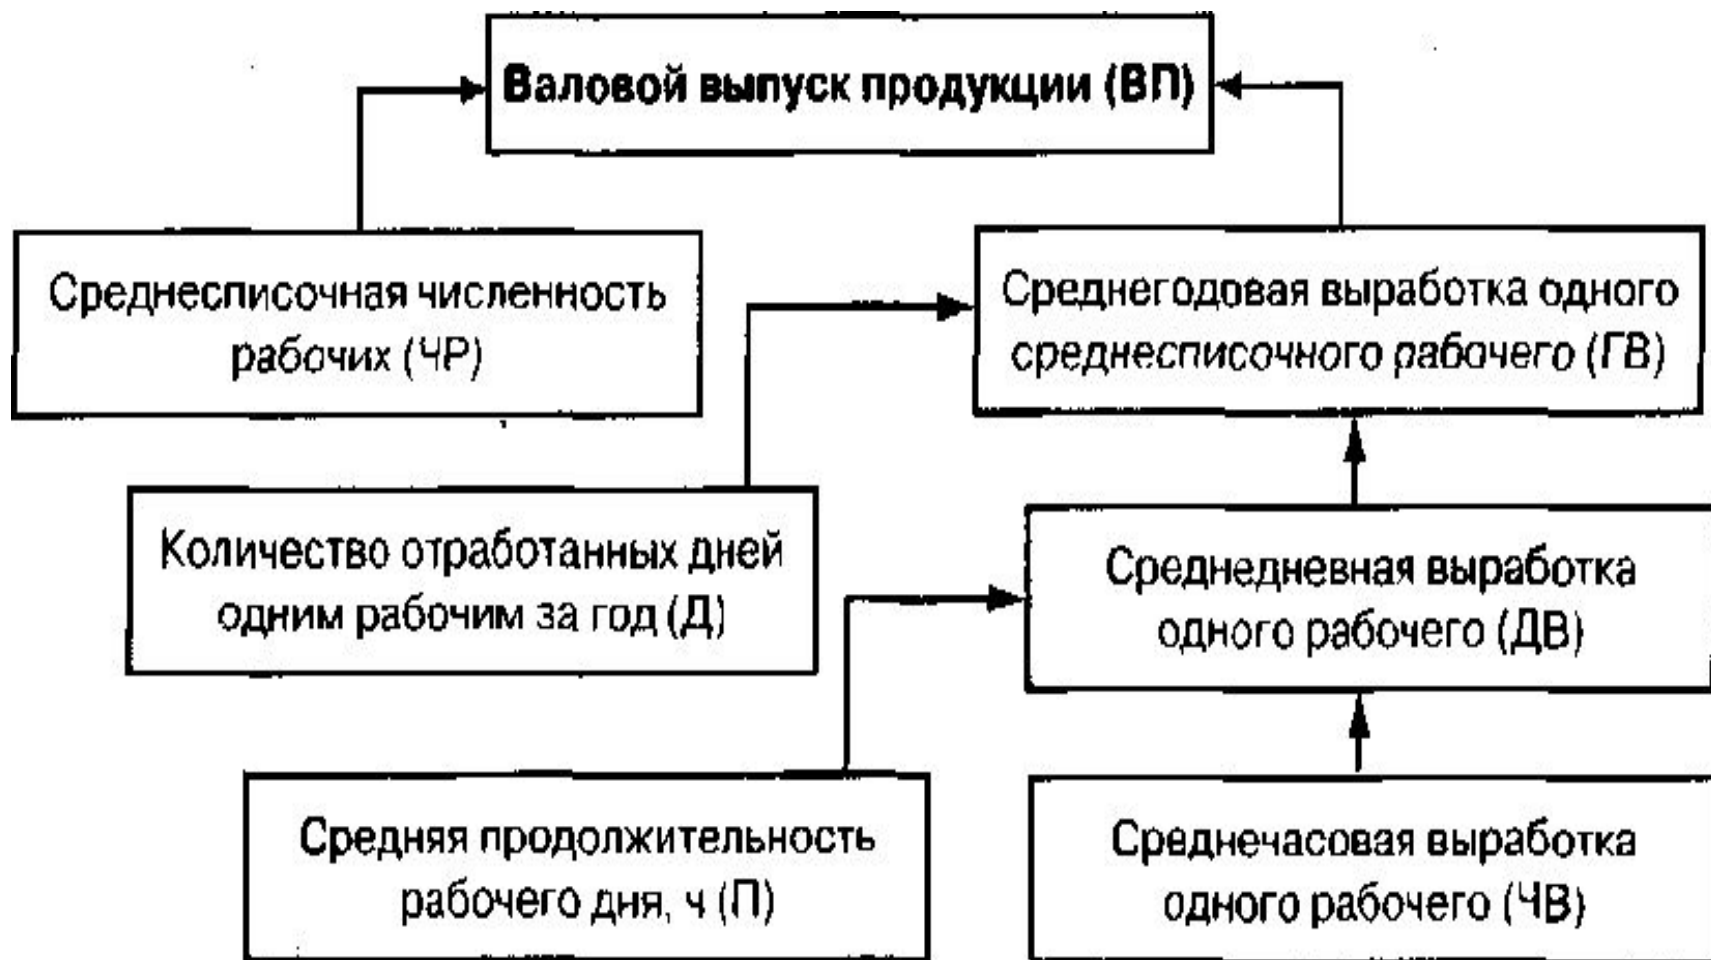 Валовой выпуск продукции (ВП)
Среднесписочная численность
рабочих (ЧР)
Среднегодовая выработка одного
среднесписочного рабочего (ГВ)
Количество отработанных дней
одним рабочим за год (Д)
Среднедневная выработка
одного рабочего (ДВ)
Средняя продолжительность
рабочего дня, ч (П)
Среднечасовая выработка
одного рабочего (ЧВ)